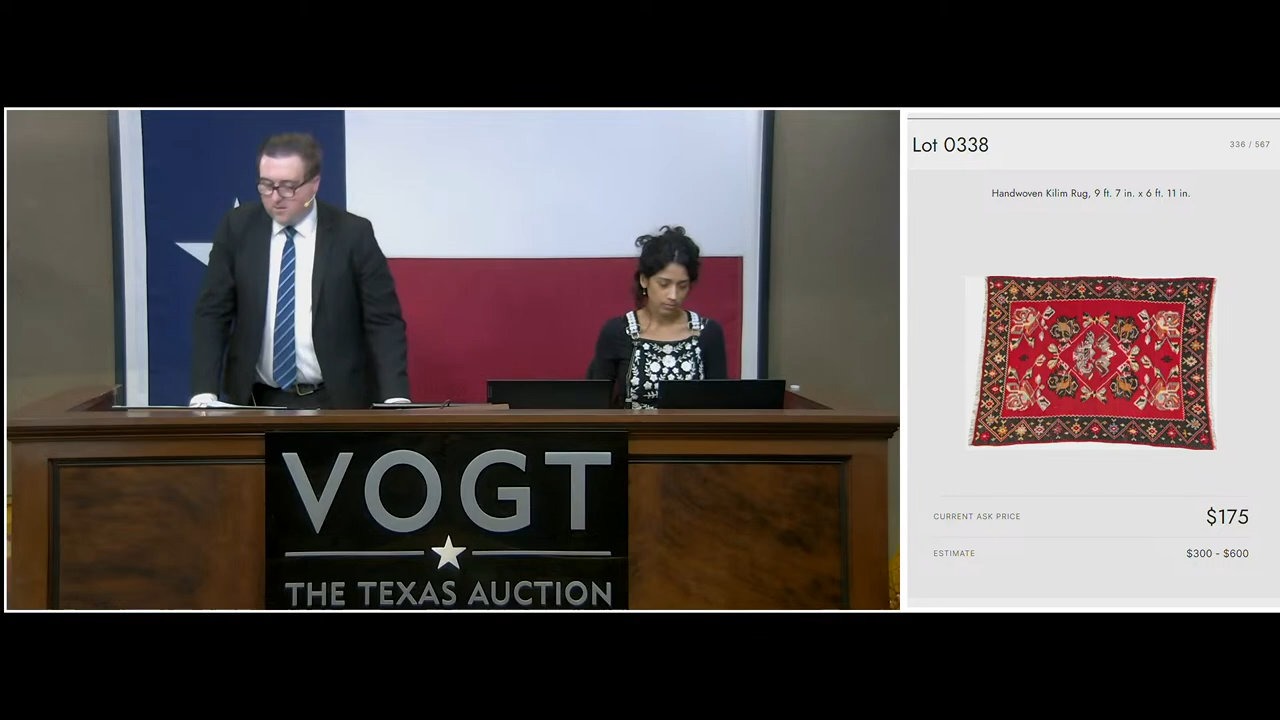 VOGT
THE TEXAS AUCTION
Lot 0338
336 / 567
Handwoven Kilim Rug, 9 ft. 7 in. x 6 ft. 11 in.
CURRENT ASK PRICE
$175
ESTIMATE
$300 - $600